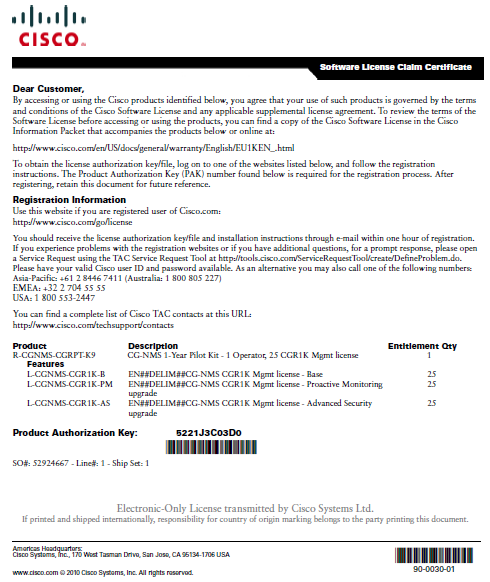 CISCO
Software License Claim Certificate
Dear Customer,
By accessing or using the Cisco products identified below, you agree that your use of such products is governed by the terms
and conditions of the Cisco Software License and any applicable supplemental license agreement. To review the terms of the
Software License before accessing or using the products, you can find a copy of the Cisco Software License in the Cisco
Information Packet that accompanies the products below or online at:
http://www.cisco.com/en/US/docs/general/warranty/English/EU1KEN_.html
To obtain the license authorization key/file, log on to one of the websites listed below, and follow the registration
instructions. The Product Authorization Key (PAK) number found below is required for the registration process. After
registering, retain this document for future reference.
Registration Information
Use this website if you are registered user of Cisco.com:
http://www.cisco.com/go/license
You should receive the license authorization key/file and installation instructions through e-mail within one hour of registration.
If you experience problems with the registration websites or if you have additional questions, for a prompt response, please open
a Service Request using the TAC Service Request Tool at http://tools.cisco.com/ServiceRequestTool/create/DefineProblem.do.
Please have your valid Cisco user ID and password available. As an alternative you may also call one of the following numbers:
Asia-Pacific: +61 2 8446 7411 (Australia: 1 800 805 227)
EMEA: +32 2 704 55 55
USA: 1 800 553-2447
You can find a complete list of Cisco TAC contacts at this URL:
http://www.cisco.com/techsupport/contacts
Product Description Entitlement Qty
R-CGNMS-CGRPT-K9 CG-NMS 1-Year Pilot Kit - 1 Operator, 25 CGR1K Mgmt license 1
Features
L-CGNMS-CGR1K-B EN##DELIM##CG-NMS CGR1K Mgmt license - Base 25
L-CGNMS-CGR1K-PM EN##DELIM##CG-NMS CGR1K Mgmt license - Proactive Monitoring 25
upgrade
L-CGNMS-CGR1K-AS EN##DELIM##CG-NMS CGR1K Mgmt license - Advanced Security 25
upgrade
Product Authorization Key: 5221J3C03D0
SO#: 52924667 - Line#: 1 - Ship Set: 1
Electronic-Only License transmitted by Cisco Systems Ltd.
If printed and shipped internationally, responsibility for country of origin marking belongs to the party printing this document.
Americas Headquarters:
Cisco Systems, Inc., 170 West Tasman Drive, San Jose, CA 95134-1706 USA
www.cisco.com © 2010 Cisco Systems, Inc. All rights reserved.
90-0030-01